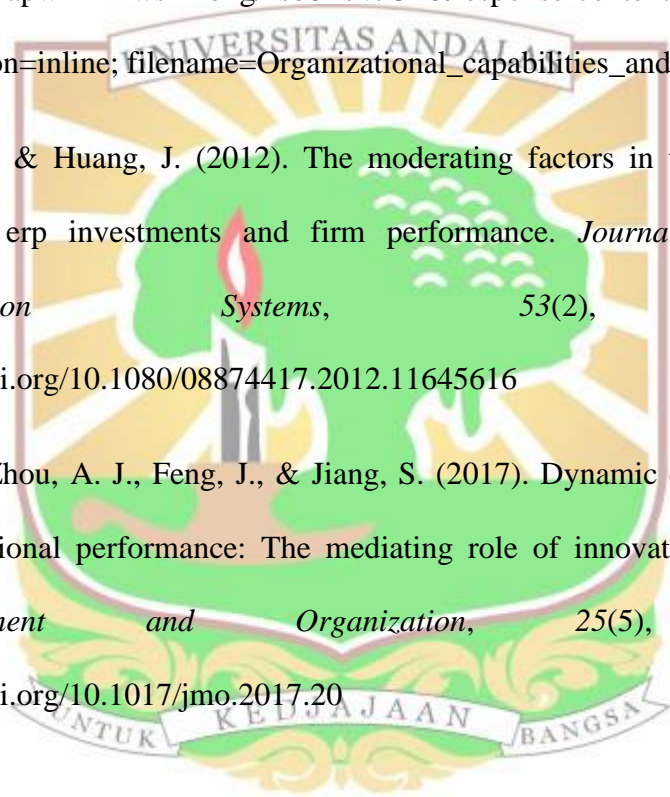 UNIVERSITAS ANDALAS
on=inline; filename=Organizational_capabilities_and
& Huang, J. (2012). The moderating factors in
erp investments and firm performance. Journa
on Systems, 53(2),
i.org/10.1080/08874417.2012.11645616
Zhou, A. J., Feng, J., & Jiang, S. (2017). Dynamic
ional performance: The mediating role of innovat
ment and Organization, 25(5),
i.org/10.1017/jmo.2017.20
UNTUK KEDJAJAAN BANGSA